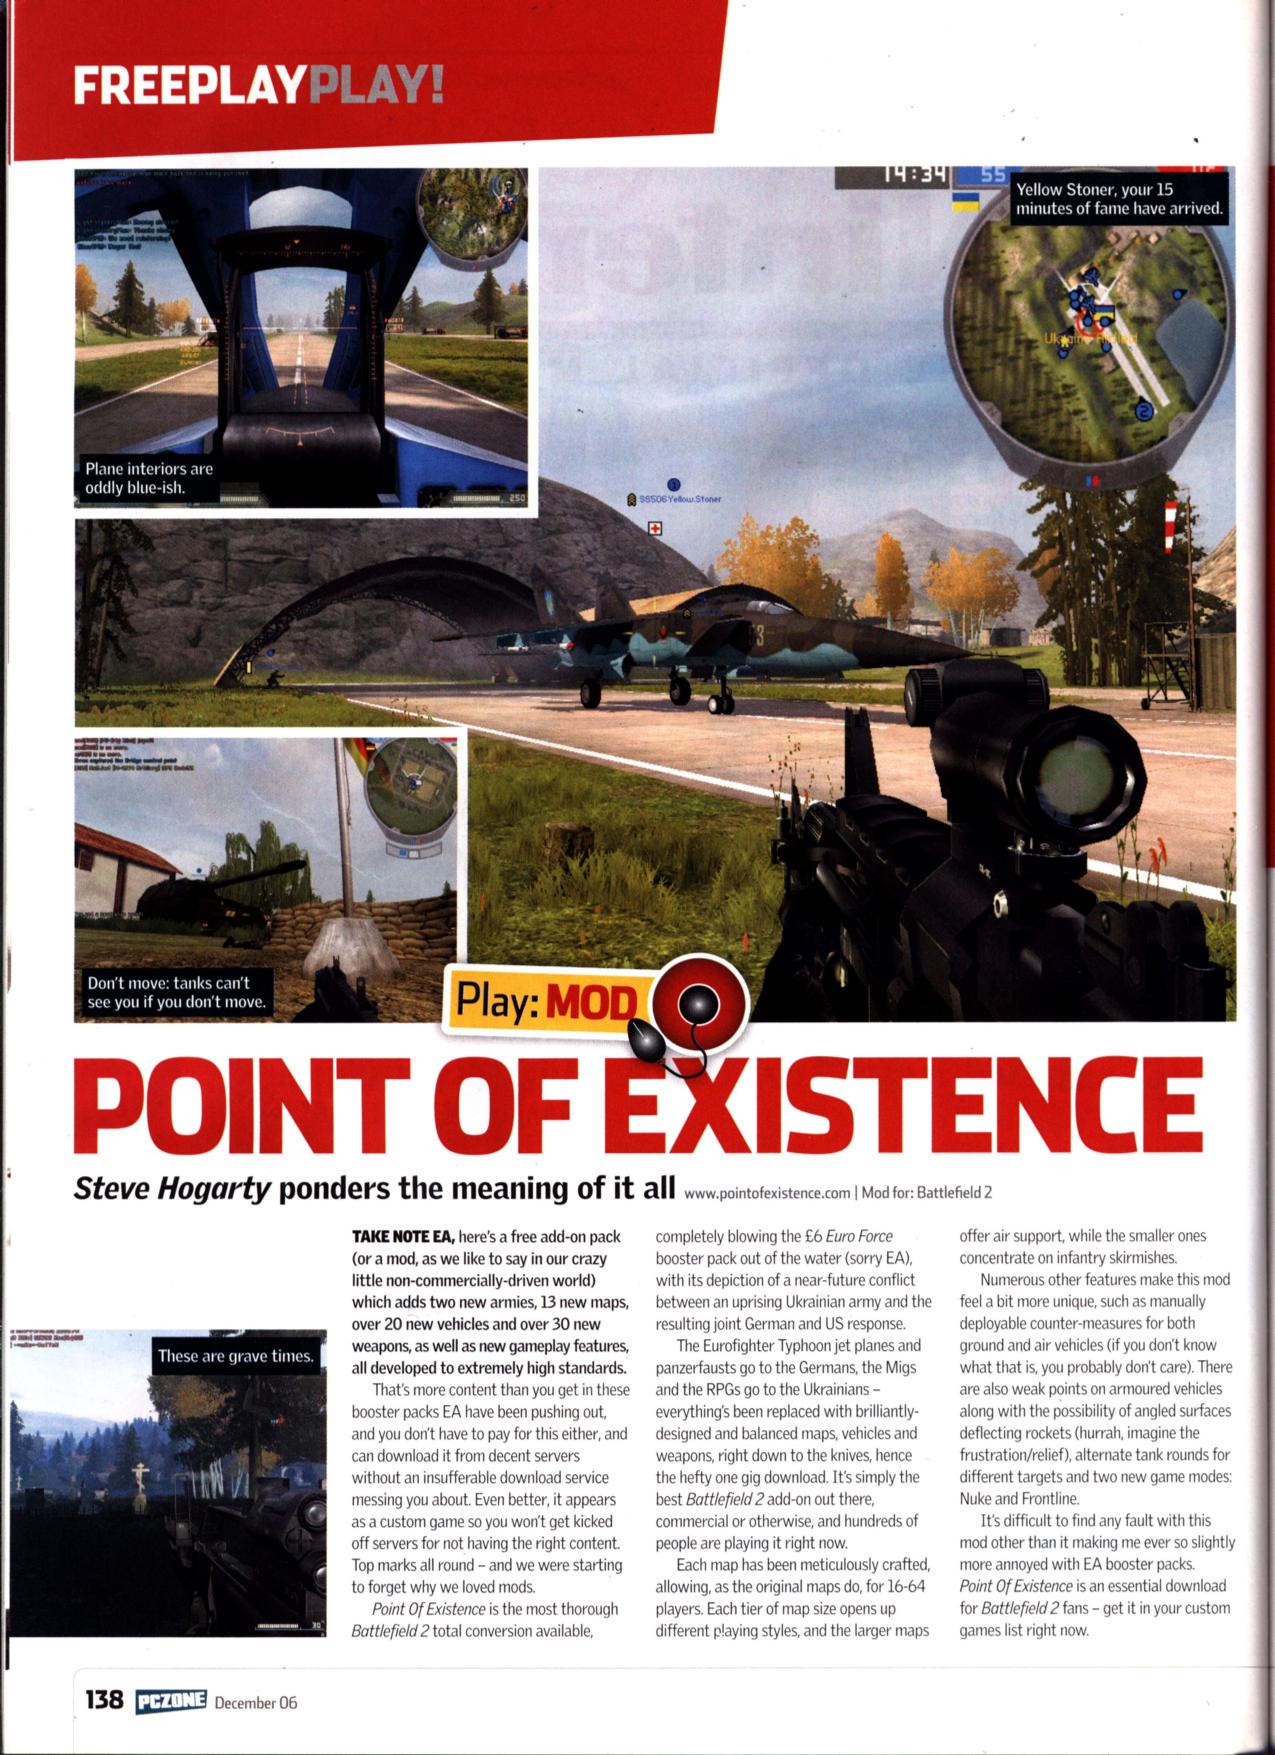 FREEPLAYPLAY!
14:34 55
Yellow Stoner, your 15
minutes of fame have arrived.
Plane interiors are
oddly blue-ish.
250
SS506Yellow.Stoner
Don't move: tanks can't
see you if you don't move.
Play: MOD
POINT OF EXISTENCE
Steve Hogarty ponders the meaning of it all www.pointofexistence.com | Mod for: Battlefield 2
These are grave times.
30
TAKE NOTE EA, here's a free add-on pack
(or a mod, as we like to say in our crazy
little non-commercially-driven world)
which adds two new armies, 13 new maps,
over 20 new vehicles and over 30 new
weapons, as well as new gameplay features,
all developed to extremely high standards.
That's more content than you get in these
booster packs EA have been pushing out,
and you don't have to pay for this either, and
can download it from decent servers
without an insufferable download service
messing you about. Even better, it appears
as a custom game so you won't get kicked
off servers for not having the right content.
Top marks all round – and we were starting
to forget why we loved mods.
Point Of Existence is the most thorough
Battlefield 2 total conversion available,
completely blowing the £6 Euro Force
booster pack out of the water (sorry EA),
with its depiction of a near-future conflict
between an uprising Ukrainian army and the
resulting joint German and US response.
The Eurofighter Typhoon jet planes and
panzerfausts go to the Germans, the Migs
and the RPGs go to the Ukrainians –
everything's been replaced with brilliantly-
designed and balanced maps, vehicles and
weapons, right down to the knives, hence
the hefty one gig download. It's simply the
best Battlefield 2 add-on out there,
commercial or otherwise, and hundreds of
people are playing it right now.
Each map has been meticulously crafted,
allowing, as the original maps do, for 16-64
players. Each tier of map size opens up
different playing styles, and the larger maps
offer air support, while the smaller ones
concentrate on infantry skirmishes.
Numerous other features make this mod
feel a bit more unique, such as manually
deployable counter-measures for both
ground and air vehicles (if you don't know
what that is, you probably don't care). There
are also weak points on armoured vehicles
along with the possibility of angled surfaces
deflecting rockets (hurrah, imagine the
frustration/relief), alternate tank rounds for
different targets and two new game modes:
Nuke and Frontline.
It's difficult to find any fault with this
mod other than it making me ever so slightly
more annoyed with EA booster packs.
Point Of Existence is an essential download
for Battlefield 2 fans – get it in your custom
games list right now.
138 PCZONE December 06